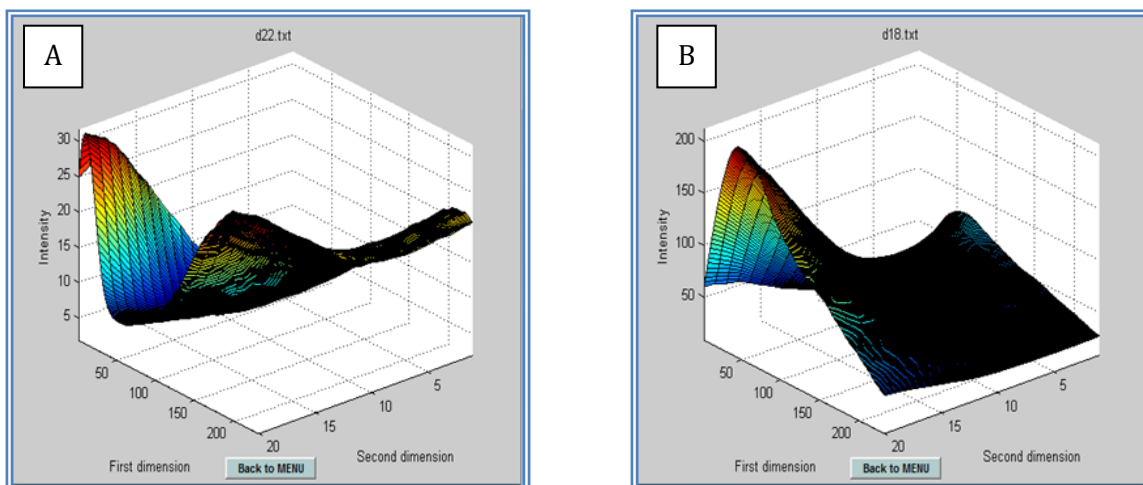 A
d22.txt
30
25
20
15
10
5
Intensity
50
100
150
200
20
15
10
5
First dimension
Second dimension
Back to MENU
B
d18.txt
200
150
100
50
Intensity
50
100
150
200
20
15
10
5
First dimension
Second dimension
Back to MENU